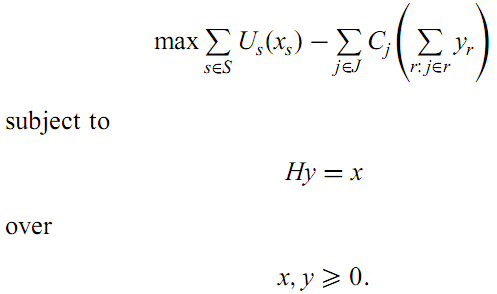 max ∑_{s∈S} U_s(x_s) − ∑_{j∈J} C_j(∑_{r: j∈r} y_r)
subject to
Hy = x
over
x, y ⩾ 0.